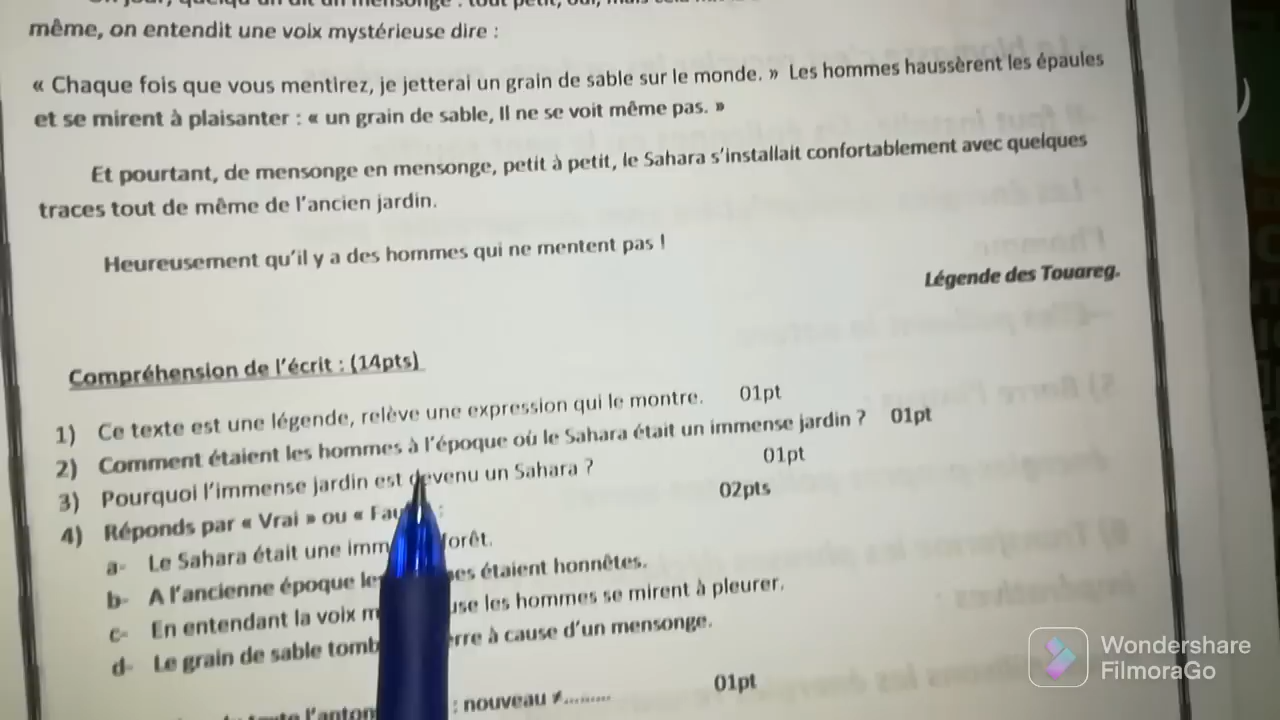 même, on entendit une voix mystérieuse dire :
« Chaque fois que vous mentirez, je jetterai un grain de sable sur le monde. » Les hommes haussèrent les épaules
et se mirent à plaisanter : « un grain de sable, Il ne se voit même pas. »
Et pourtant, de mensonge en mensonge, petit à petit, le Sahara s'installait confortablement avec quelques
traces tout de même de l'ancien jardin.
Heureusement qu'il y a des hommes qui ne mentent pas !
Légende des Touareg.
Compréhension de l'écrit : (14pts)
1) Ce texte est une légende, relève une expression qui le montre. 01pt
2) Comment étaient les hommes à l'époque où le Sahara était un immense jardin ? 01pt
3) Pourquoi l'immense jardin est devenu un Sahara ? 01pt
4) Réponds par « Vrai » ou « : 02pts
a- Le Sahara était une forêt.
b- A l'ancienne époque étaient honnêtes.
c- En entendant la voix les hommes se mirent à pleurer.
d- Le grain de sable à cause d'un mensonge.
: nouveau ≠......... 01pt
Wondershare
FilmoraGo